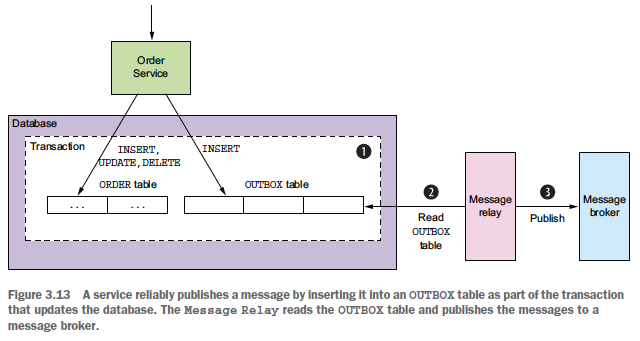 Order
Service
Database
Transaction
INSERT,
UPDATE,DELETE
INSERT
1
ORDER table
OUTBOX table
... ...
2
Read
OUTBOX
table
Message
relay
3
Publish
Message
broker
Figure 3.13 A service reliably publishes a message by inserting it into an OUTBOX table as part of the transaction
that updates the database. The Message Relay reads the OUTBOX table and publishes the messages to a
message broker.